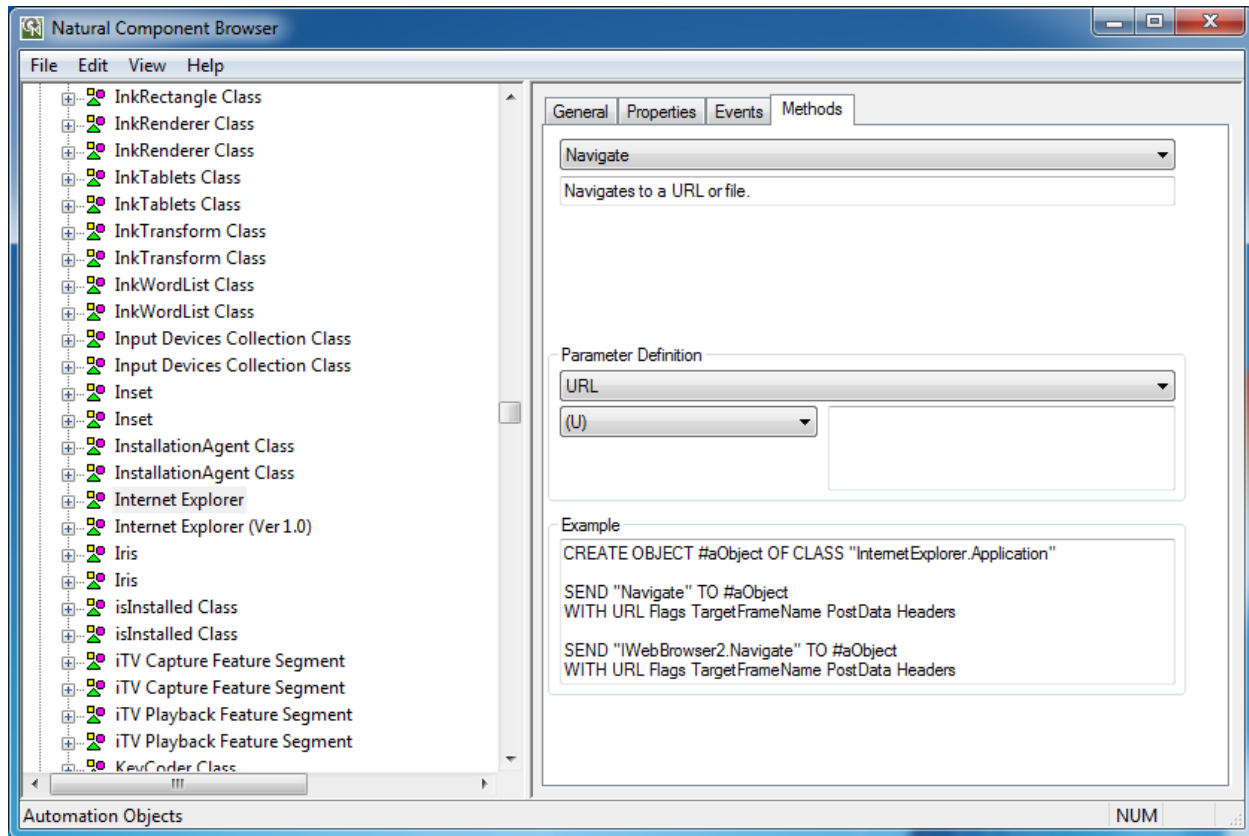 Natural Component Browser
File Edit View Help
InkRectangle Class
InkRenderer Class
InkRenderer Class
InkTablets Class
InkTablets Class
InkTransform Class
InkTransform Class
InkWordList Class
InkWordList Class
Input Devices Collection Class
Input Devices Collection Class
Inset
Inset
InstallationAgent Class
InstallationAgent Class
Internet Explorer
Internet Explorer (Ver 1.0)
Iris
Iris
isInstalled Class
isInstalled Class
iTV Capture Feature Segment
iTV Capture Feature Segment
iTV Playback Feature Segment
iTV Playback Feature Segment
KeyCoder Class
General Properties Events Methods
Navigate
Navigates to a URL or file.
Parameter Definition
URL
(U)
Example
CREATE OBJECT #aObject OF CLASS "InternetExplorer.Application"
SEND "Navigate" TO #aObject
WITH URL Flags TargetFrameName PostData Headers
SEND "IWebBrowser2.Navigate" TO #aObject
WITH URL Flags TargetFrameName PostData Headers
Automation Objects
NUM